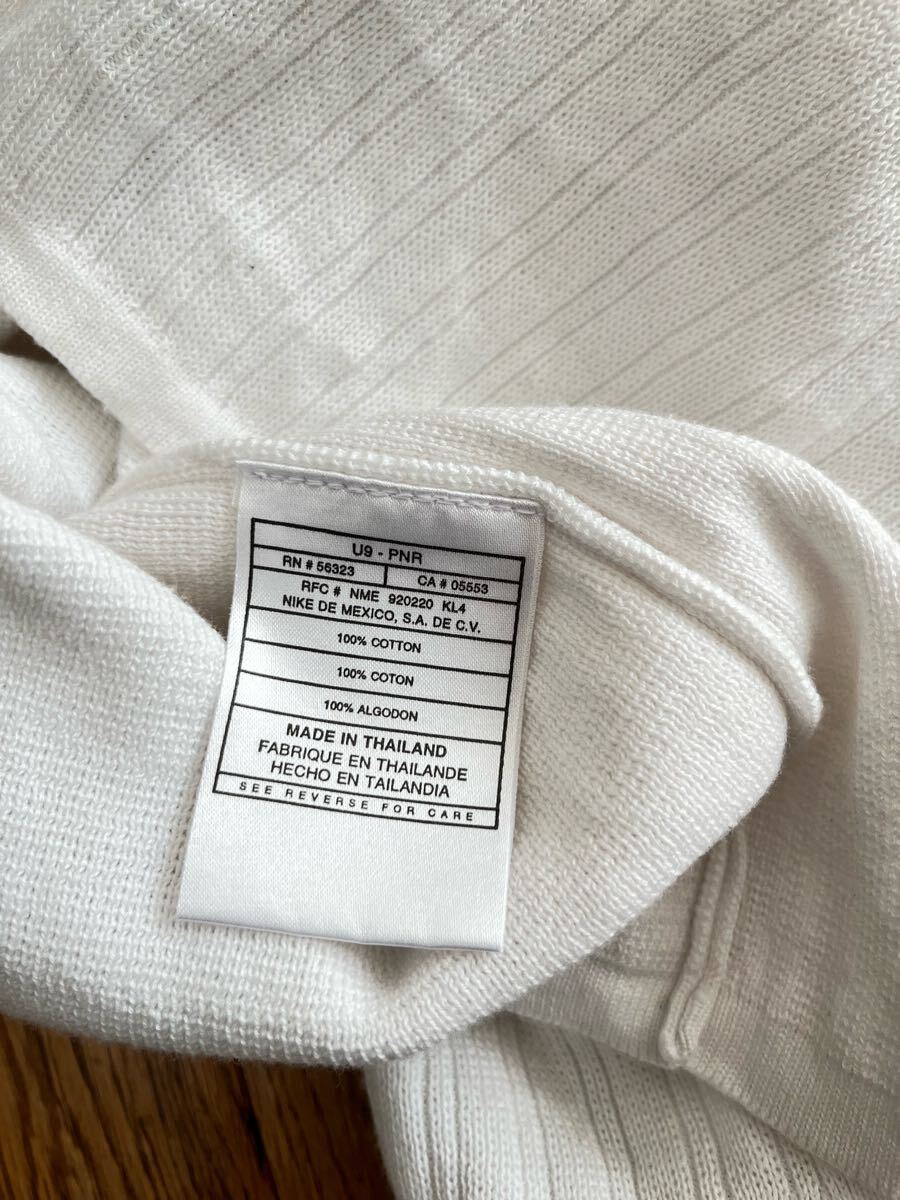 U9 - PNR
RN # 56323 CA # 05553
RFC # NME 920220 KL4
NIKE DE MEXICO, S.A. DE C.V.
100% COTTON
100% COTON
100% ALGODON
MADE IN THAILAND
FABRIQUE EN THAILANDE
HECHO EN TAILANDIA
SEE REVERSE FOR CARE